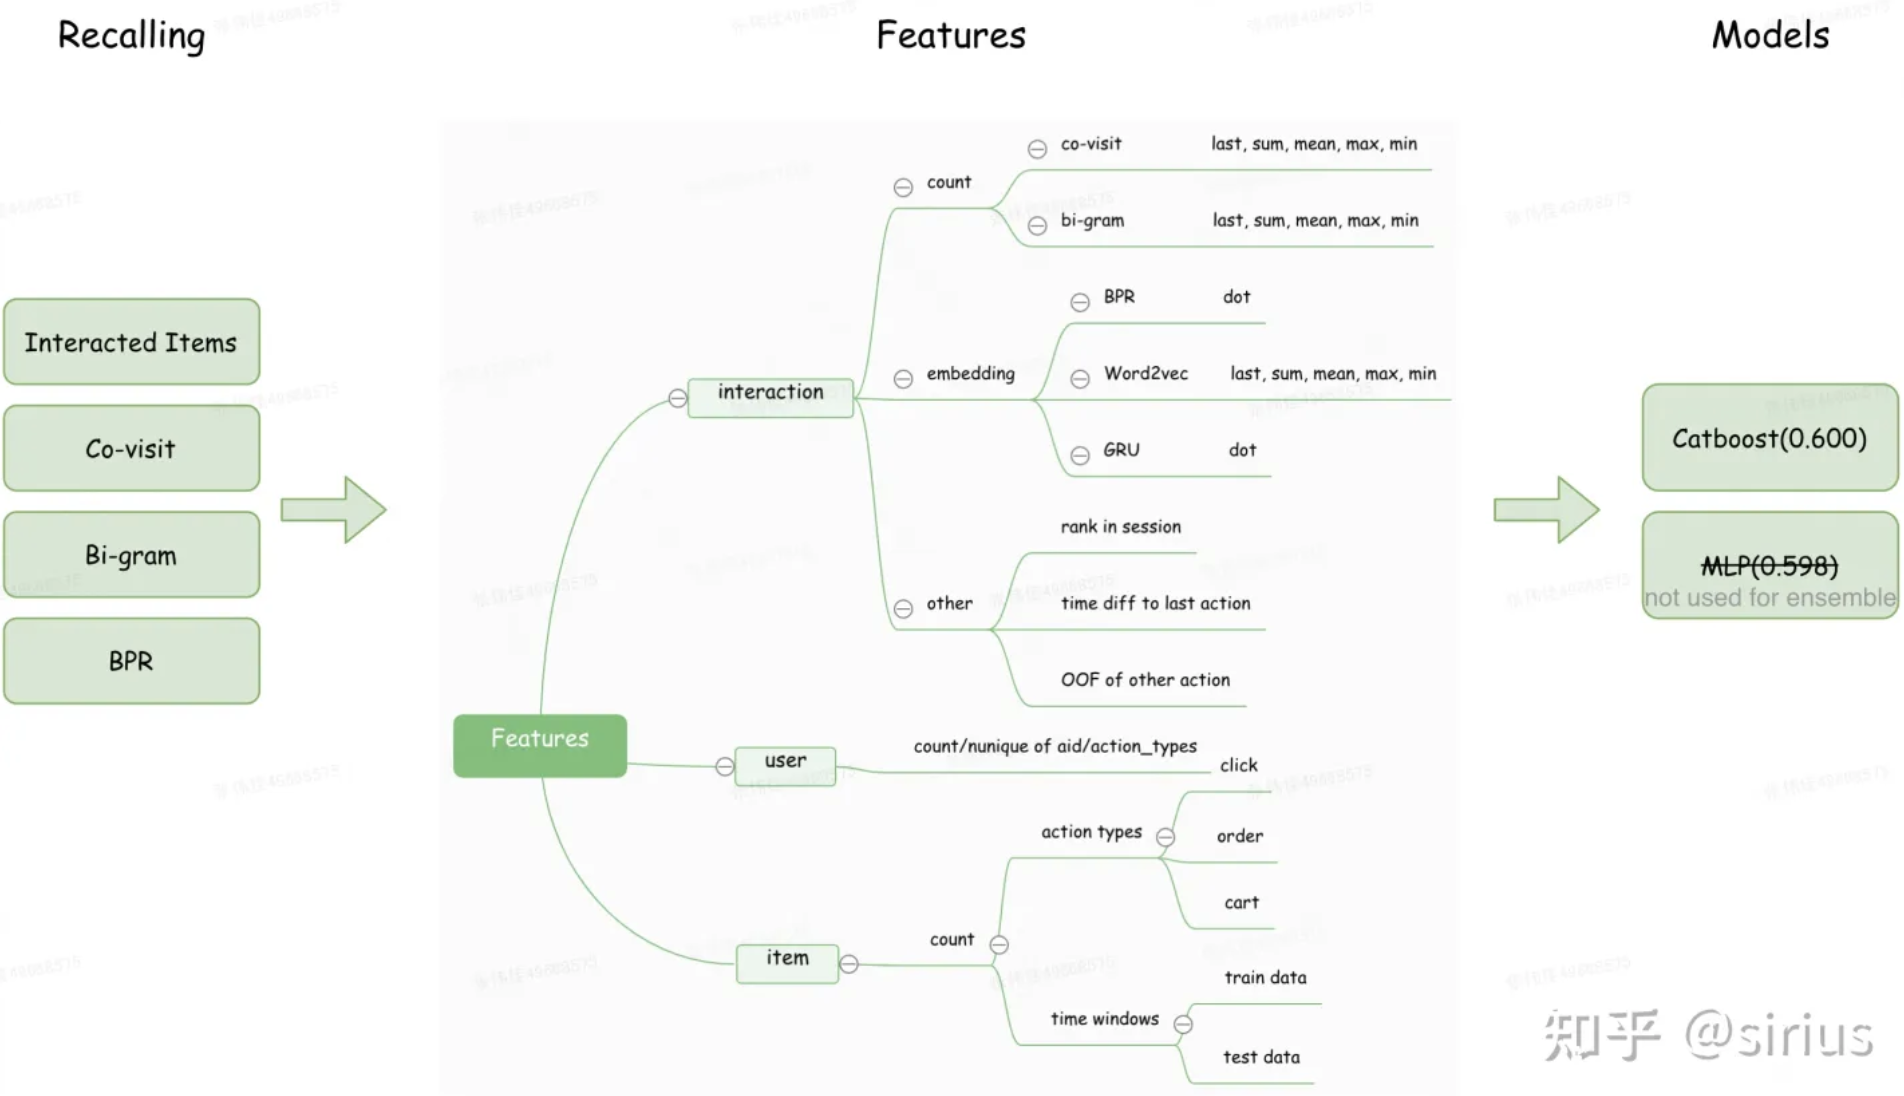 Recalling
Features
Models
Interacted Items
Co-visit
Bi-gram
BPR
Features
interaction
count
co-visit last, sum, mean, max, min
bi-gram last, sum, mean, max, min
embedding
BPR dot
Word2vec last, sum, mean, max, min
GRU dot
other
rank in session
time diff to last action
OOF of other action
user
count/nunique of aid/action_types
item
count
action types
click
order
cart
time windows
train data
test data
Catboost(0.600)
MLP(0.598)
not used for ensemble
知乎 @sirius